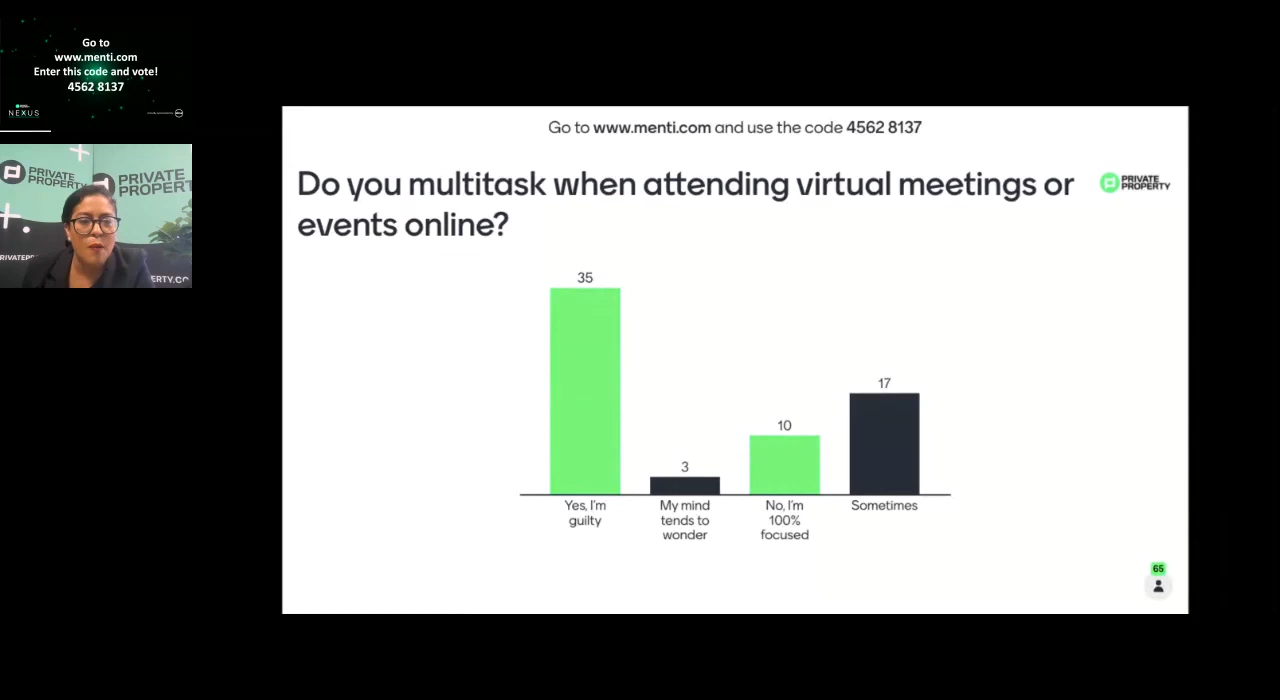 Go to
www.menti.com
Enter this code and vote!
4562 8137
NEXUS
PRIVATE
PROPERTY
PRIVATE
PROPERTY
ERTY.CO
Go to www.menti.com and use the code 4562 8137
Do you multitask when attending virtual meetings or
events online?
PRIVATE
PROPERTY
35
17
10
3
Yes, I'm
guilty
My mind
tends to
wonder
No, I'm
100%
focused
Sometimes
65